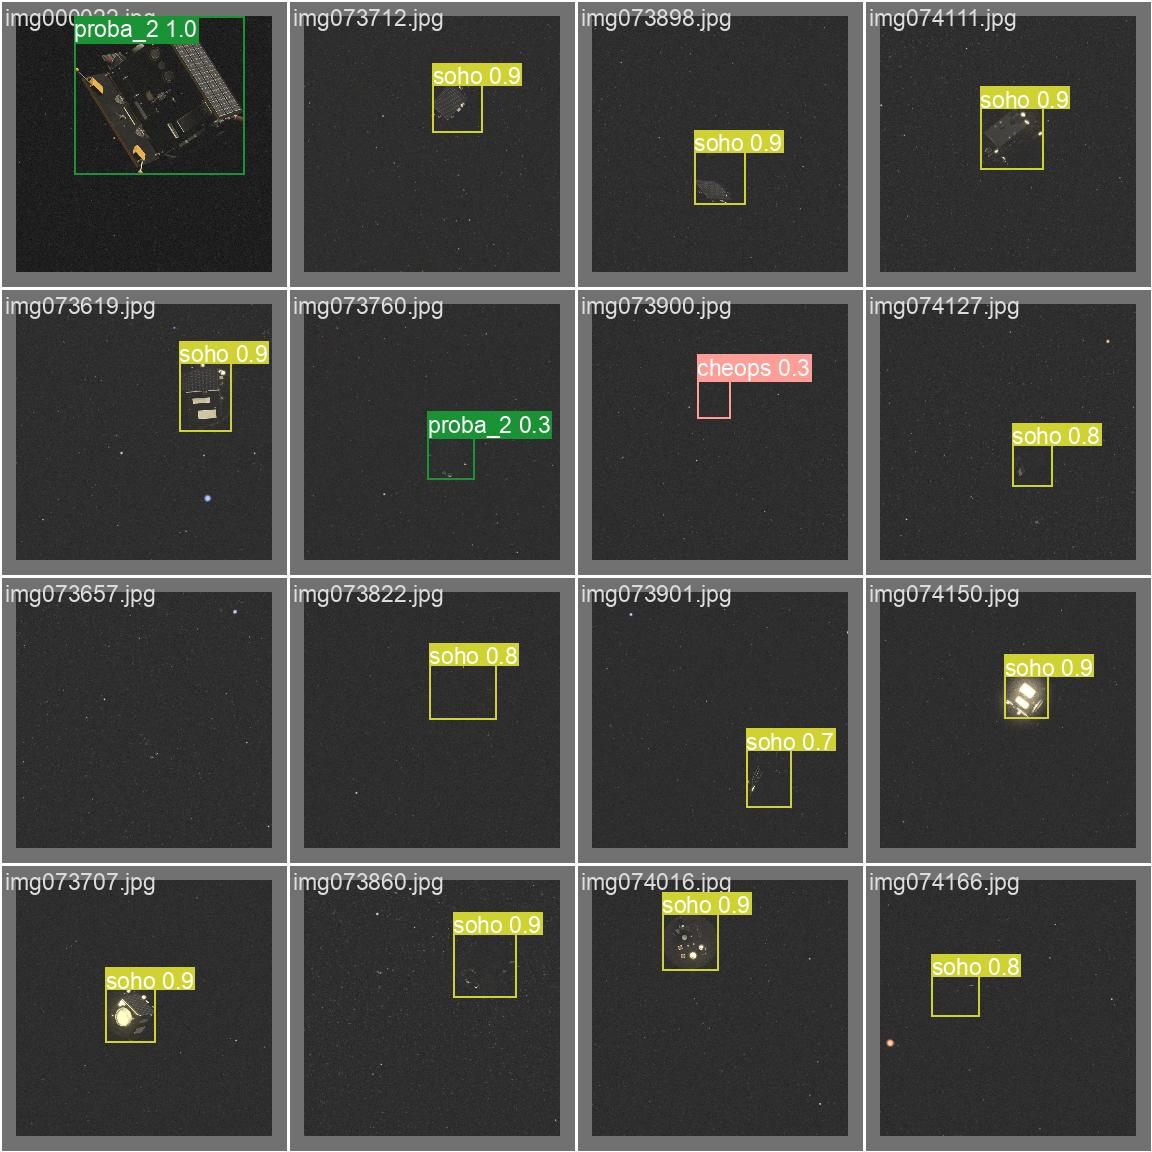 img000022.jpg
proba_2 1.0
img073712.jpg
soho 0.9
img073898.jpg
soho 0.9
img074111.jpg
soho 0.9
img073619.jpg
soho 0.9
img073760.jpg
proba_2 0.3
img073900.jpg
cheops 0.3
img074127.jpg
soho 0.8
img073657.jpg
img073822.jpg
soho 0.8
img073901.jpg
soho 0.7
img074150.jpg
soho 0.9
img073707.jpg
soho 0.9
img073860.jpg
soho 0.9
img074016.jpg
soho 0.9
img074166.jpg
soho 0.8